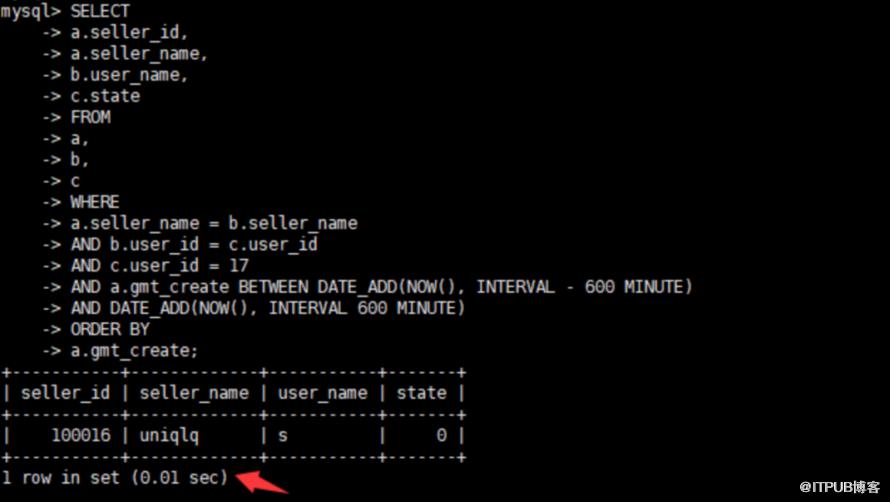 mysql> SELECT
-> a.seller_id,
-> a.seller_name,
-> b.user_name,
-> c.state
-> FROM
-> a,
-> b,
-> c
-> WHERE
-> a.seller_name = b.seller_name
-> AND b.user_id = c.user_id
-> AND c.user_id = 17
-> AND a.gmt_create BETWEEN DATE_ADD(NOW(), INTERVAL - 600 MINUTE)
-> AND DATE_ADD(NOW(), INTERVAL 600 MINUTE)
-> ORDER BY
-> a.gmt_create;
+-----------+-------------+-----------+-------+
| seller_id | seller_name | user_name | state |
+-----------+-------------+-----------+-------+
| 100016 | uniqlq | s | 0 |
+-----------+-------------+-----------+-------+
1 row in set (0.01 sec)
@ITPUB博客